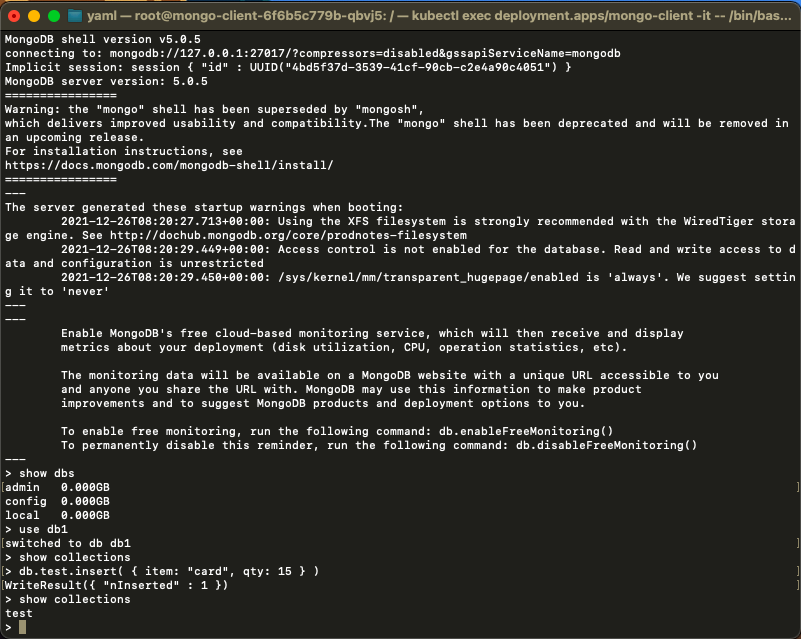 yaml — root@mongo-client-6f6b5c779b-qbvj5: / — kubectl exec deployment.apps/mongo-client -it -- /bin/bas...
MongoDB shell version v5.0.5
connecting to: mongodb://127.0.0.1:27017/?compressors=disabled&gssapiServiceName=mongodb
Implicit session: session { "id" : UUID("4bd5f37d-3539-41cf-90cb-c2e4a90c4051") }
MongoDB server version: 5.0.5
================
Warning: the "mongo" shell has been superseded by "mongosh",
which delivers improved usability and compatibility.The "mongo" shell has been deprecated and will be removed in
an upcoming release.
For installation instructions, see
https://docs.mongodb.com/mongodb-shell/install/
================
---
The server generated these startup warnings when booting:
        2021-12-26T08:20:27.713+00:00: Using the XFS filesystem is strongly recommended with the WiredTiger stora
ge engine. See http://dochub.mongodb.org/core/prodnotes-filesystem
        2021-12-26T08:20:29.449+00:00: Access control is not enabled for the database. Read and write access to d
ata and configuration is unrestricted
        2021-12-26T08:20:29.450+00:00: /sys/kernel/mm/transparent_hugepage/enabled is 'always'. We suggest settin
g it to 'never'
---
---
        Enable MongoDB's free cloud-based monitoring service, which will then receive and display
        metrics about your deployment (disk utilization, CPU, operation statistics, etc).
        The monitoring data will be available on a MongoDB website with a unique URL accessible to you
        and anyone you share the URL with. MongoDB may use this information to make product
        improvements and to suggest MongoDB products and deployment options to you.
        To enable free monitoring, run the following command: db.enableFreeMonitoring()
        To permanently disable this reminder, run the following command: db.disableFreeMonitoring()
---
> show dbs
admin   0.000GB
config  0.000GB
local   0.000GB
> use db1
switched to db db1
> show collections
> db.test.insert( { item: "card", qty: 15 } )
WriteResult({ "nInserted" : 1 })
> show collections
test
>